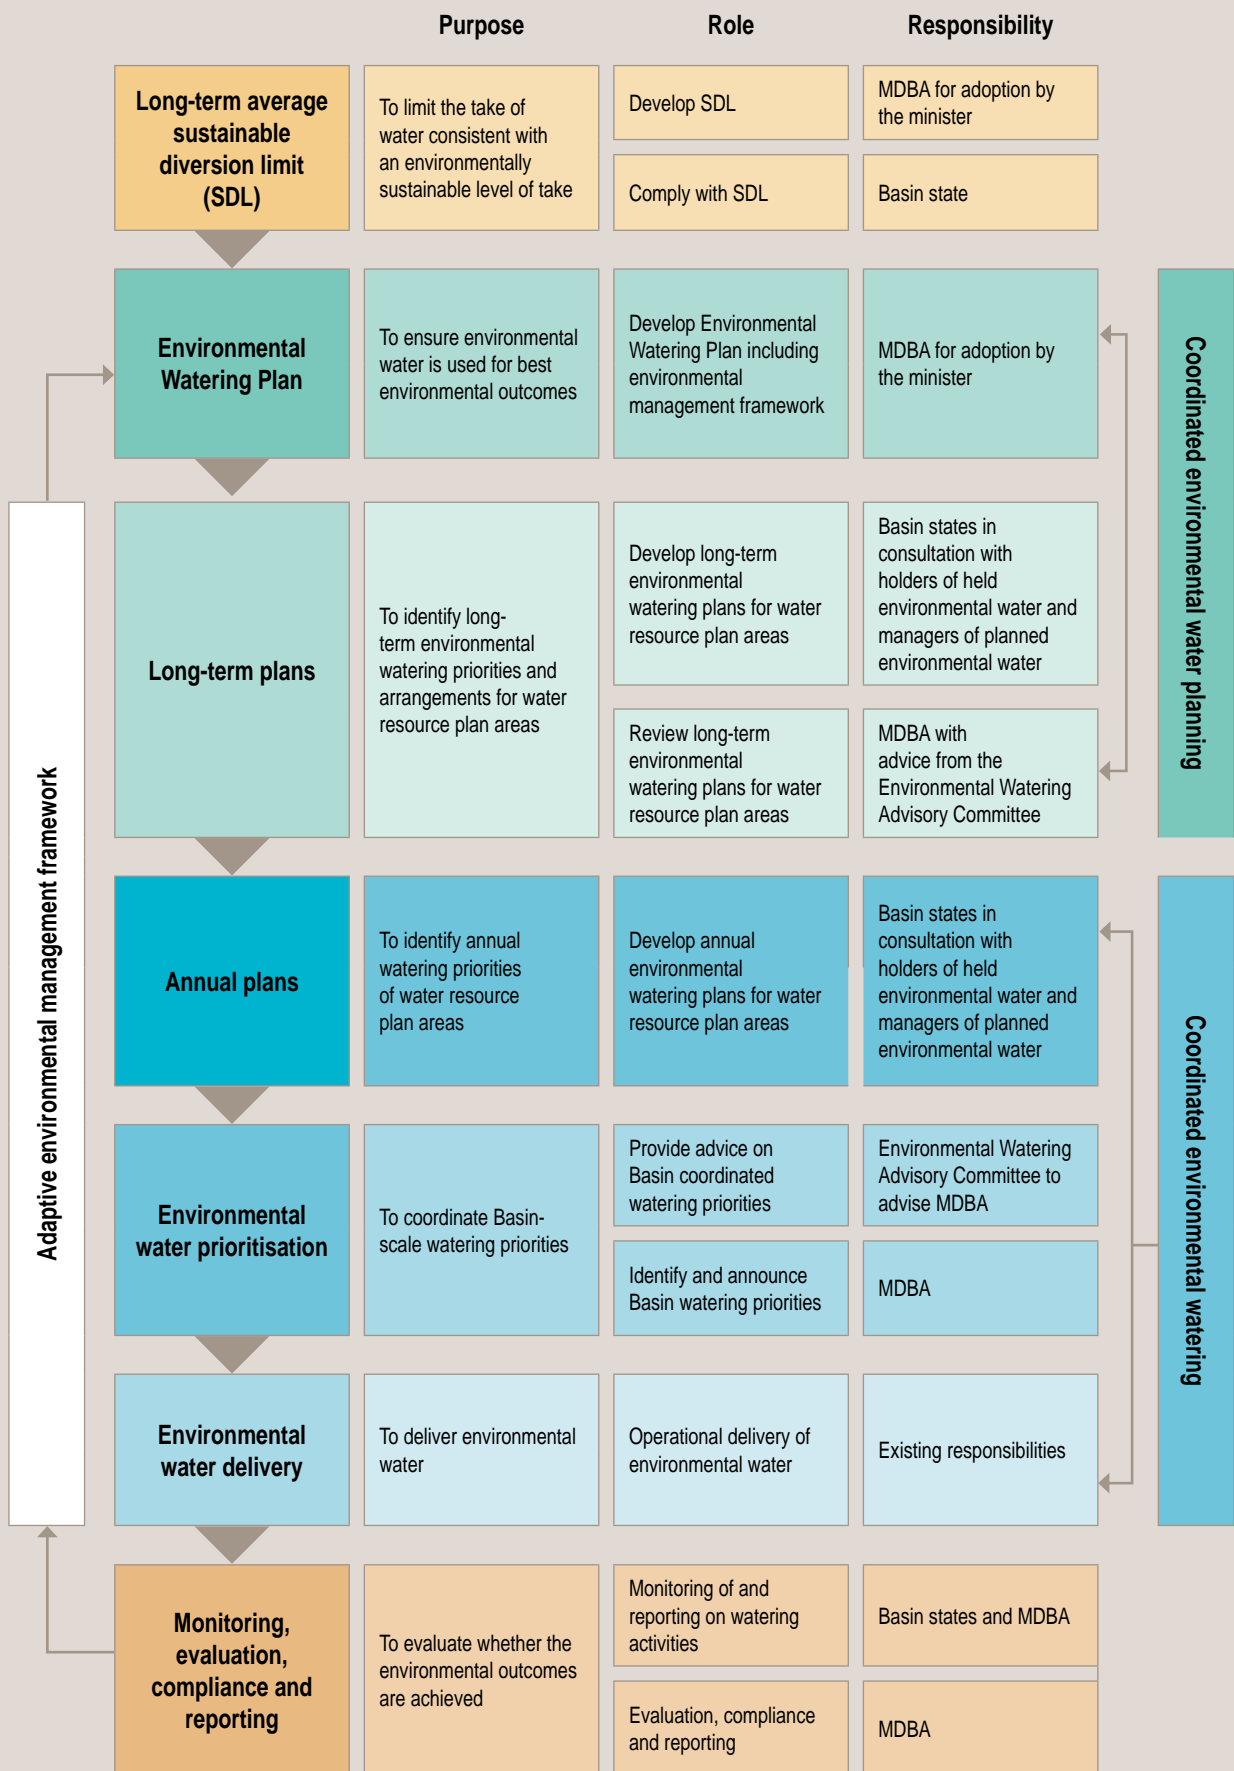 Purpose
Role
Responsibility
Long-term average
sustainable
diversion limit
(SDL)
To limit the take of
water consistent with
an environmentally
sustainable level of take
Develop SDL
MDBA for adoption by
the minister
Comply with SDL
Basin state
Environmental
Watering Plan
To ensure environmental
water is used for best
environmental outcomes
Develop Environmental
Watering Plan including
environmental
management framework
MDBA for adoption by
the minister
Coordinated environmental water planning
Long-term plans
To identify long-
term environmental
watering priorities and
arrangements for water
resource plan areas
Develop long-term
environmental
watering plans for water
resource plan areas
Basin states in
consultation with
holders of held
environmental water and
managers of planned
environmental water
Review long-term
environmental
watering plans for water
resource plan areas
MDBA with
advice from the
Environmental Watering
Advisory Committee
Adaptive environmental management framework
Annual plans
To identify annual
watering priorities
of water resource
plan areas
Develop annual
environmental
watering plans for water
resource plan areas
Basin states in
consultation with
holders of held
environmental water and
managers of planned
environmental water
Coordinated environmental watering
Environmental
water prioritisation
To coordinate Basin-
scale watering priorities
Provide advice on
Basin coordinated
watering priorities
Environmental Watering
Advisory Committee to
advise MDBA
Identify and announce
Basin watering priorities
MDBA
Environmental
water delivery
To deliver environmental
water
Operational delivery of
environmental water
Existing responsibilities
Monitoring,
evaluation,
compliance and
reporting
To evaluate whether the
environmental outcomes
are achieved
Monitoring of and
reporting on watering
activities
Basin states and MDBA
Evaluation, compliance
and reporting
MDBA